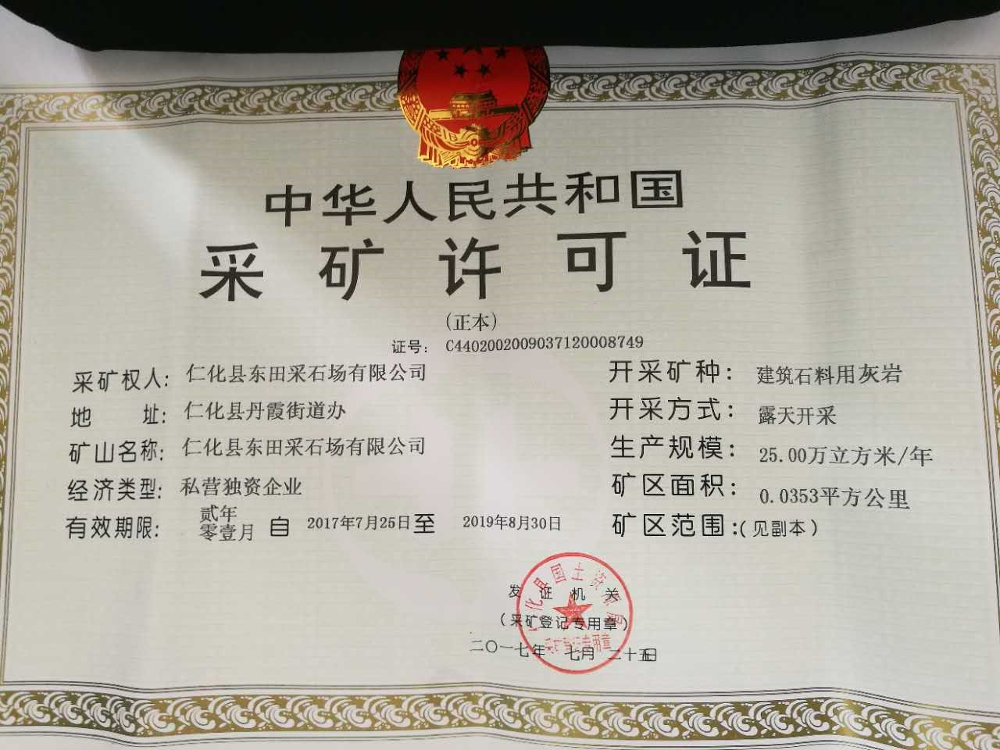 中华人民共和国
采矿许可证
(正本)
证号： C4402002009037120008749
采矿权人：仁化县东田采石场有限公司
地 址：仁化县丹霞街道办
矿山名称：仁化县东田采石场有限公司
经济类型：私营独资企业
有效期限：贰年零壹月 自 2017年7月25日 至 2019年8月30日
开采矿种：建筑石料用灰岩
开采方式：露天开采
生产规模：25.00万立方米/年
矿区面积：0.0353平方公里
矿区范围：(见副本)
发证机关
(采矿登记专用章)
二〇一七年 七月 二十五日
仁化县国土资源局
采矿登记专用章